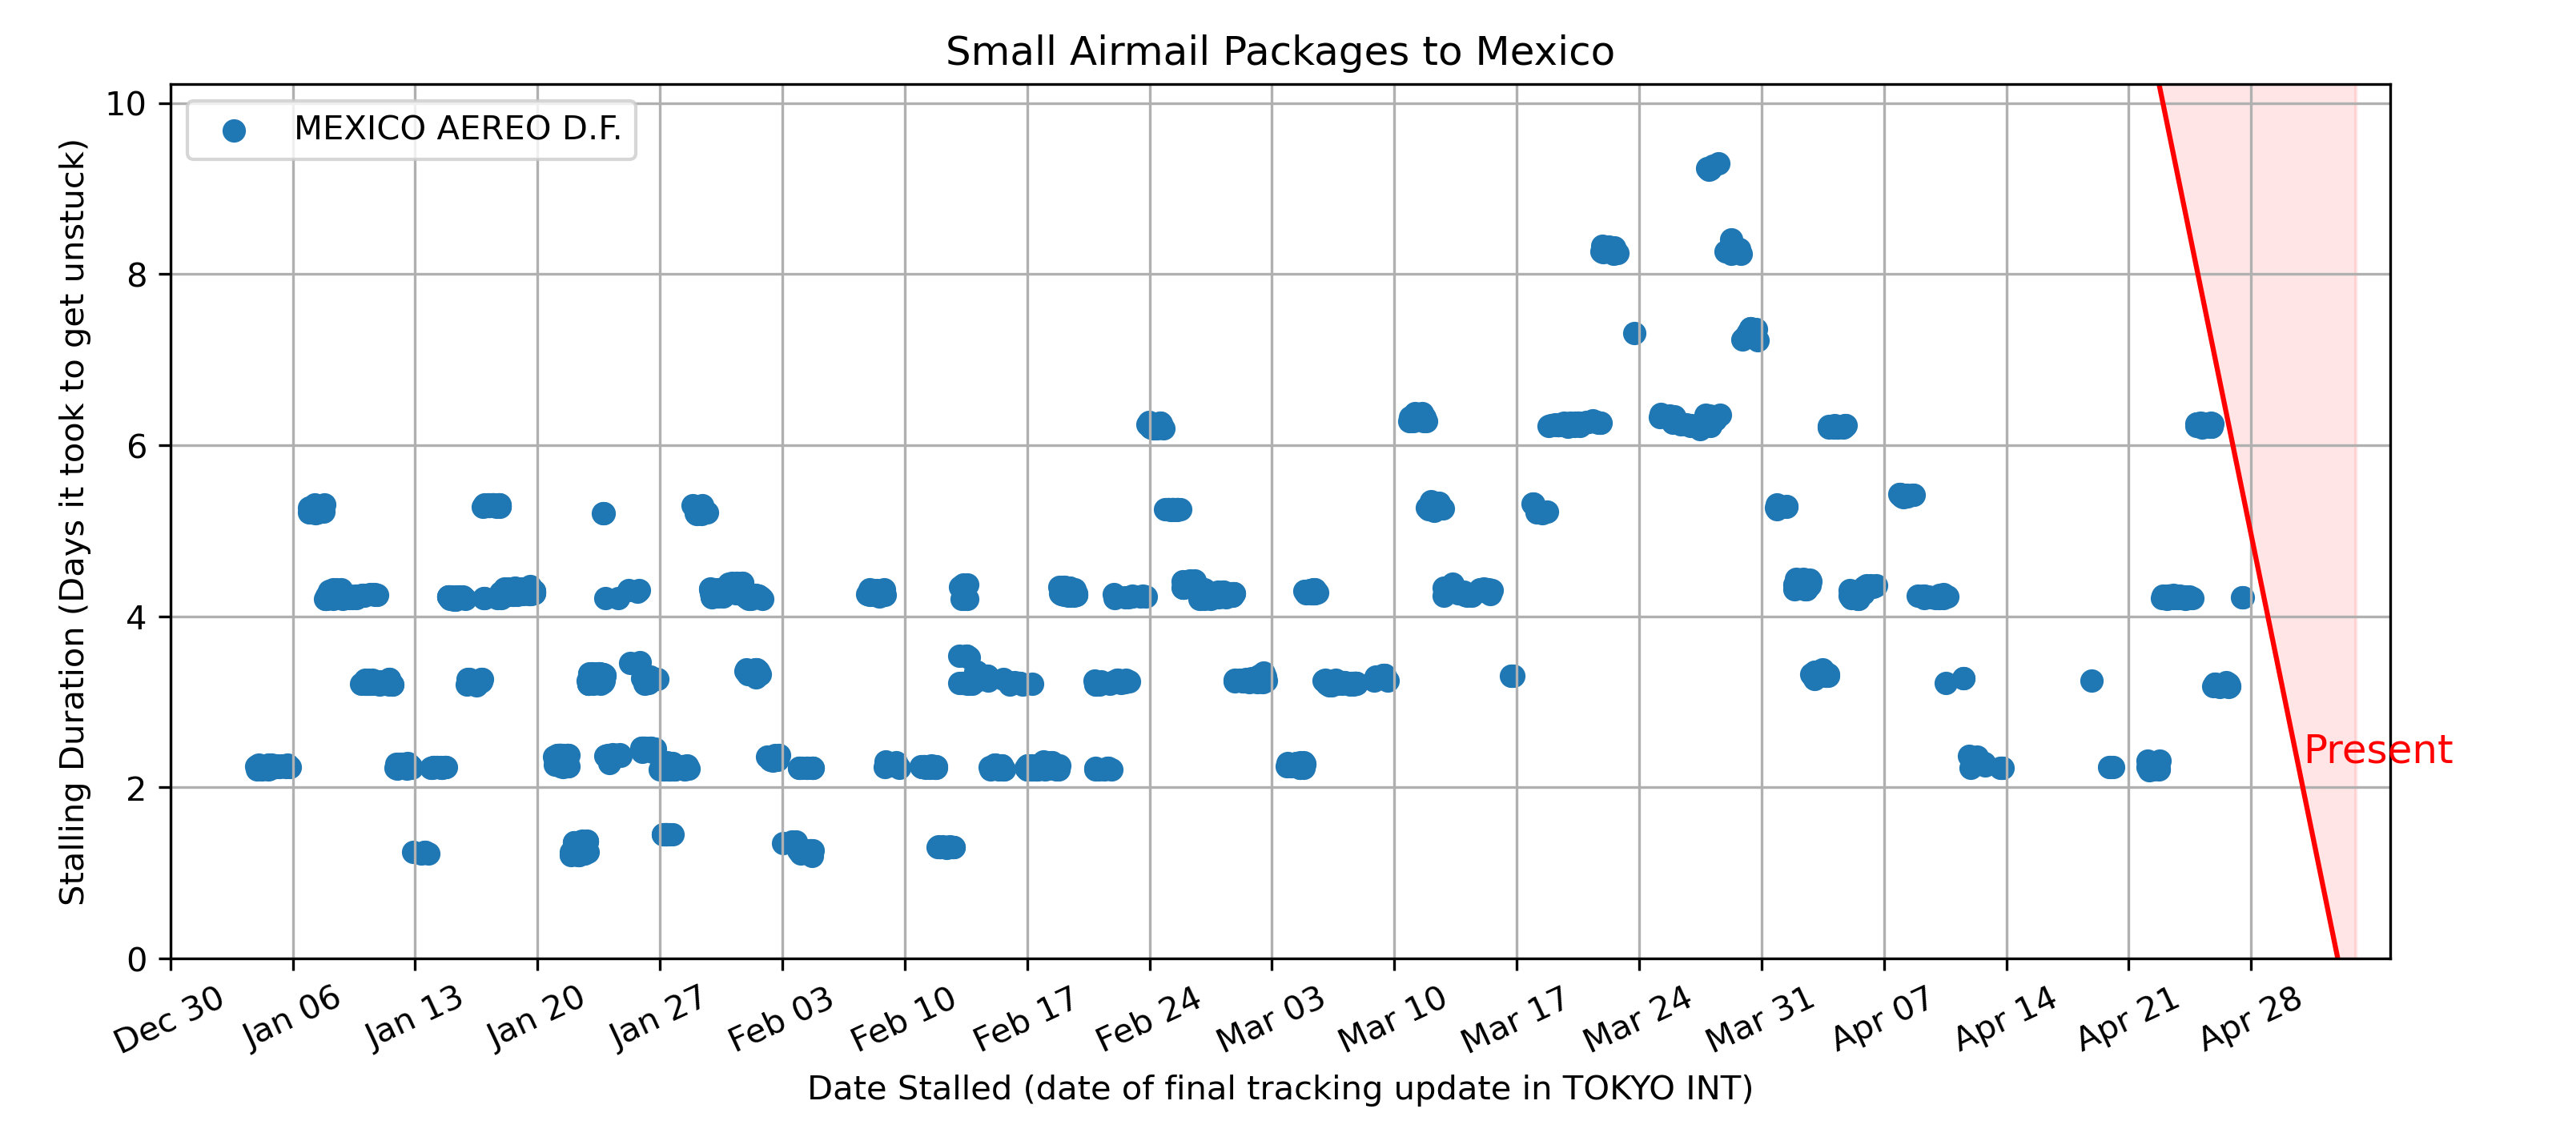 Small Airmail Packages to Mexico
MEXICO AEREO D.F.
Stalling Duration (Days it took to get unstuck)
10
8
6
4
2
0
Present
Dec 30 Jan 06 Jan 13 Jan 20 Jan 27 Feb 03 Feb 10 Feb 17 Feb 24 Mar 03 Mar 10 Mar 17 Mar 24 Mar 31 Apr 07 Apr 14 Apr 21 Apr 28
Date Stalled (date of final tracking update in TOKYO INT)